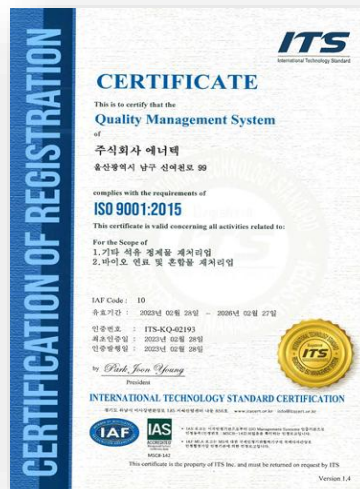 CERTIFICATION OF REGISTRATION
ITS
International Technology Standard
CERTIFICATE
This is to certify that the
Quality Management System
of
주식회사 에너텍
울산광역시 남구 신여천로 99
complies with the requirements of
ISO 9001:2015
This certificate is valid concerning all activities related to:
For the Scope of
1.기타 석유 정제물 재처리업
2.바이오 연료 및 혼합물 제처리업
IAF Code : 10
유효기간 : 2023년 02월 28일 ~ 2026년 02월 27일
인증번호 : ITS-KQ-02193
최초인증일 : 2023년 02월 28일
인증발행일 : 2023년 02월 28일
by Park Joon Young
President
ITS
INTERNATIONAL TECHNOLOGY STANDARD CERTIFICATION
IAF
IAS
ACCREDITED
MSCB-142
This certificate is the property of ITS Inc. and must be returned on request by ITS
Version 1.4